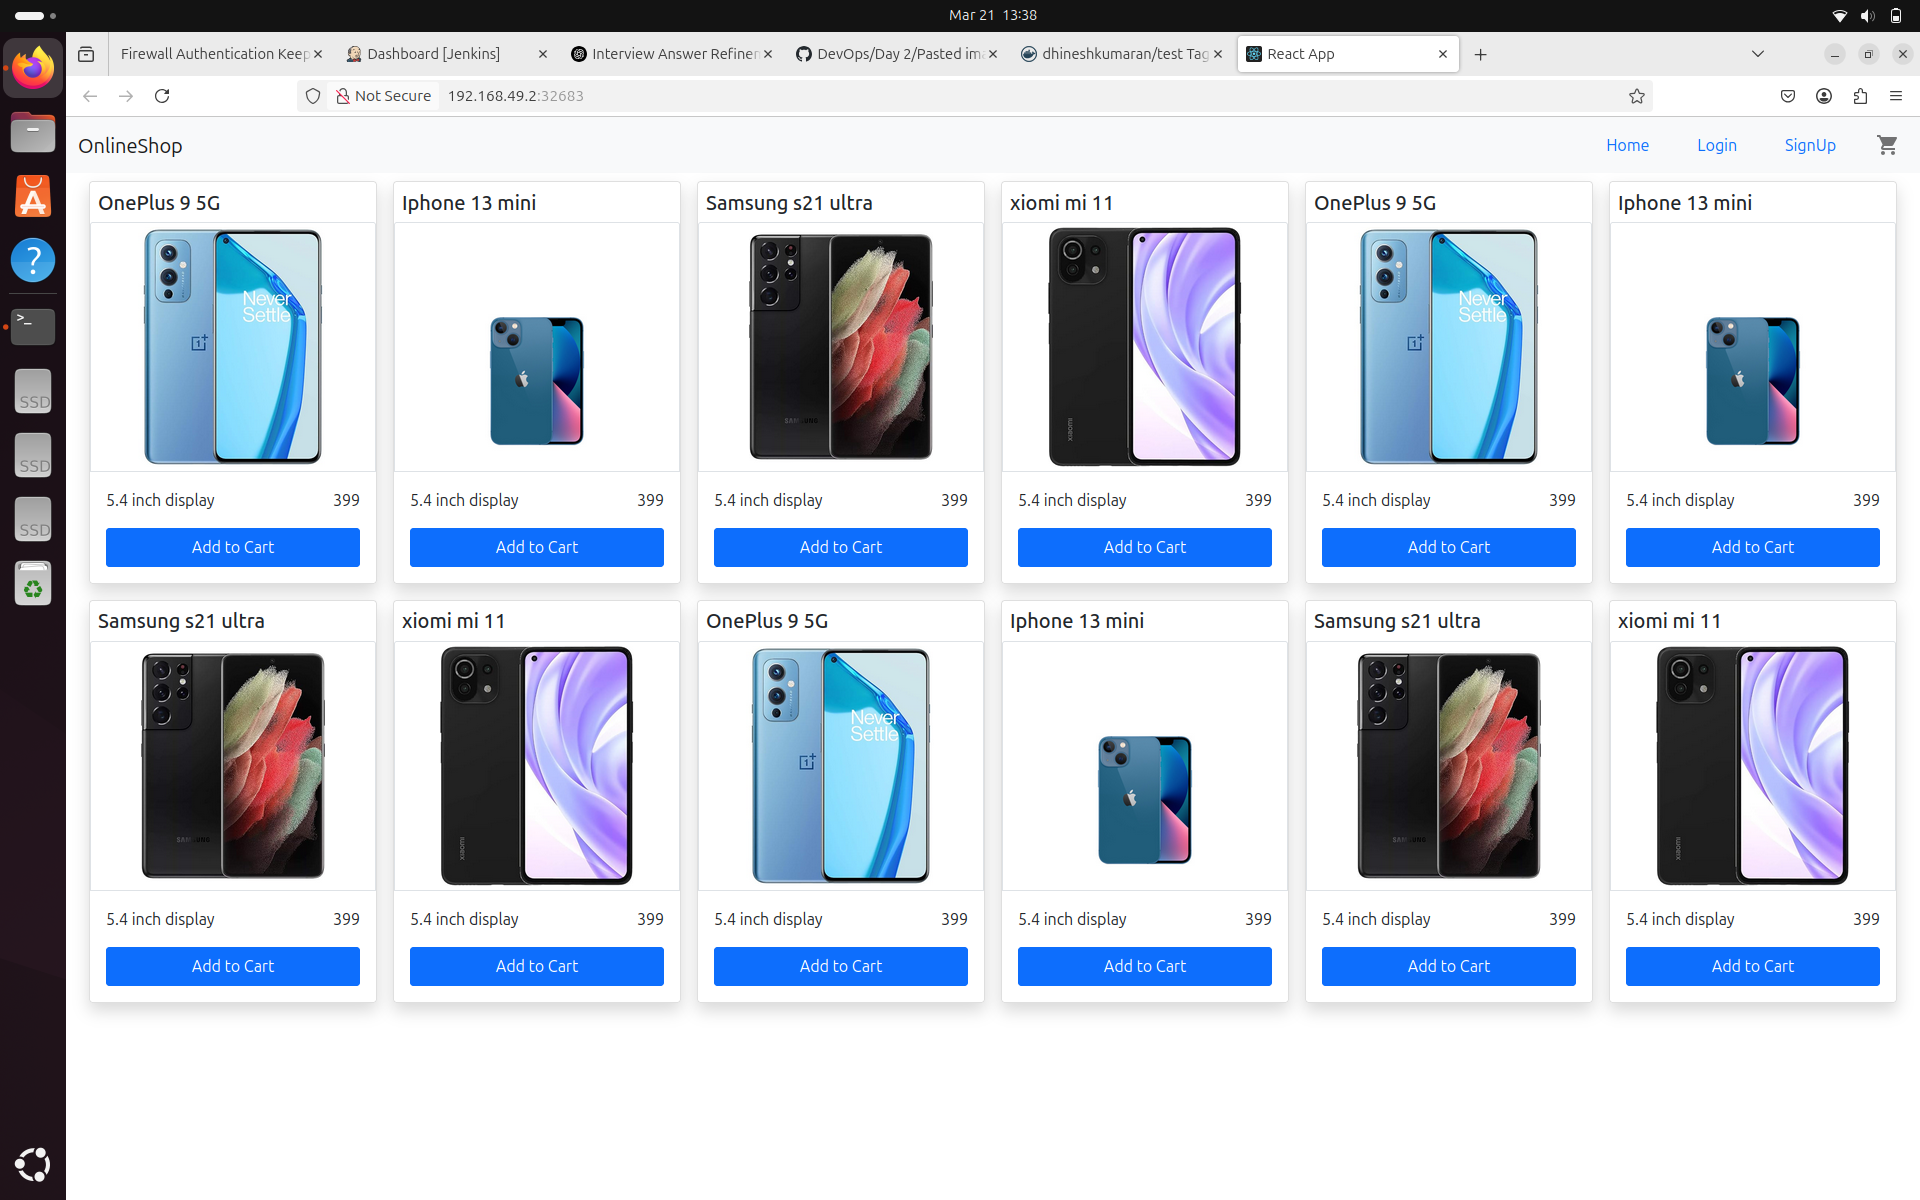 Mar 21 13:38
Firewall Authentication Keep
Dashboard [Jenkins]
Interview Answer Refinem
DevOps/Day 2/Pasted ima
dhineshkumaran/test Tag
React App
Not Secure
192.168.49.2:32683
OnlineShop
Home
Login
SignUp
OnePlus 9 5G
Iphone 13 mini
Samsung s21 ultra
xiomi mi 11
OnePlus 9 5G
Iphone 13 mini
Never
Settle
SAMSUNG
xiaomi
Never
Settle
5.4 inch display 399
5.4 inch display 399
5.4 inch display 399
5.4 inch display 399
5.4 inch display 399
5.4 inch display 399
Add to Cart
Add to Cart
Add to Cart
Add to Cart
Add to Cart
Add to Cart
Samsung s21 ultra
xiomi mi 11
OnePlus 9 5G
Iphone 13 mini
Samsung s21 ultra
xiomi mi 11
SAMSUNG
xiaomi
Never
Settle
SAMSUNG
xiaomi
5.4 inch display 399
5.4 inch display 399
5.4 inch display 399
5.4 inch display 399
5.4 inch display 399
5.4 inch display 399
Add to Cart
Add to Cart
Add to Cart
Add to Cart
Add to Cart
Add to Cart
SSD
SSD
SSD